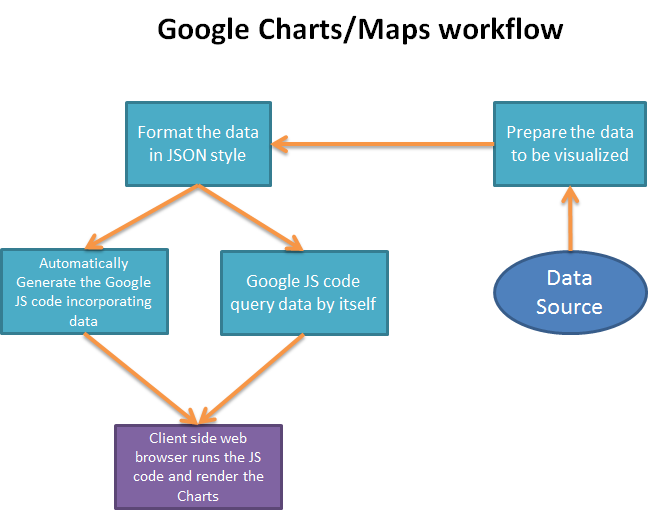 Google Charts/Maps workflow
Format the data
in JSON style
Prepare the data
to be visualized
Automatically
Generate the Google
JS code incorporating
data
Google JS code
query data by itself
Data
Source
Client side web
browser runs the JS
code and render the
Charts